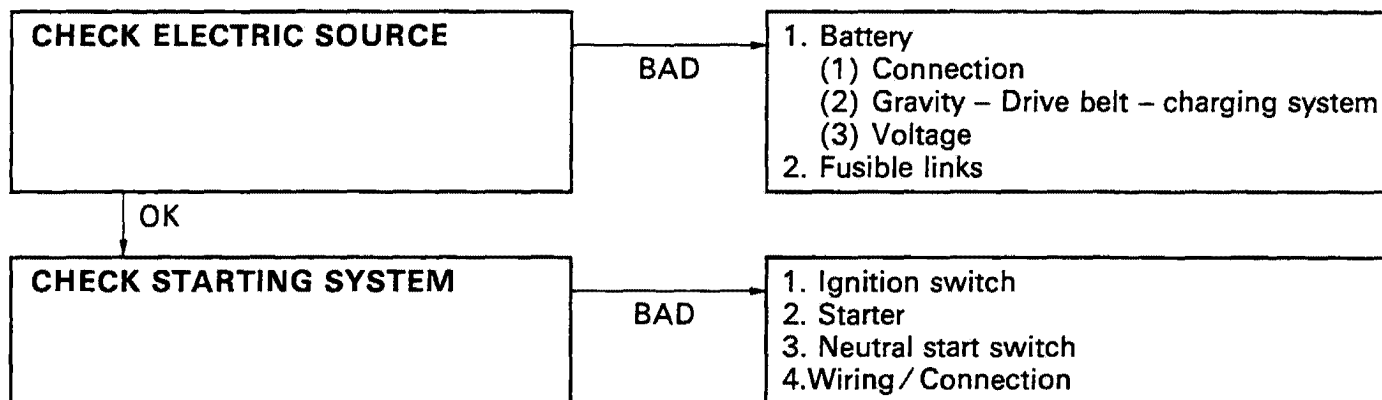 CHECK ELECTRIC SOURCE
BAD
1. Battery
(1) Connection
(2) Gravity – Drive belt – charging system
(3) Voltage
2. Fusible links
OK
CHECK STARTING SYSTEM
BAD
1. Ignition switch
2. Starter
3. Neutral start switch
4.Wiring/Connection